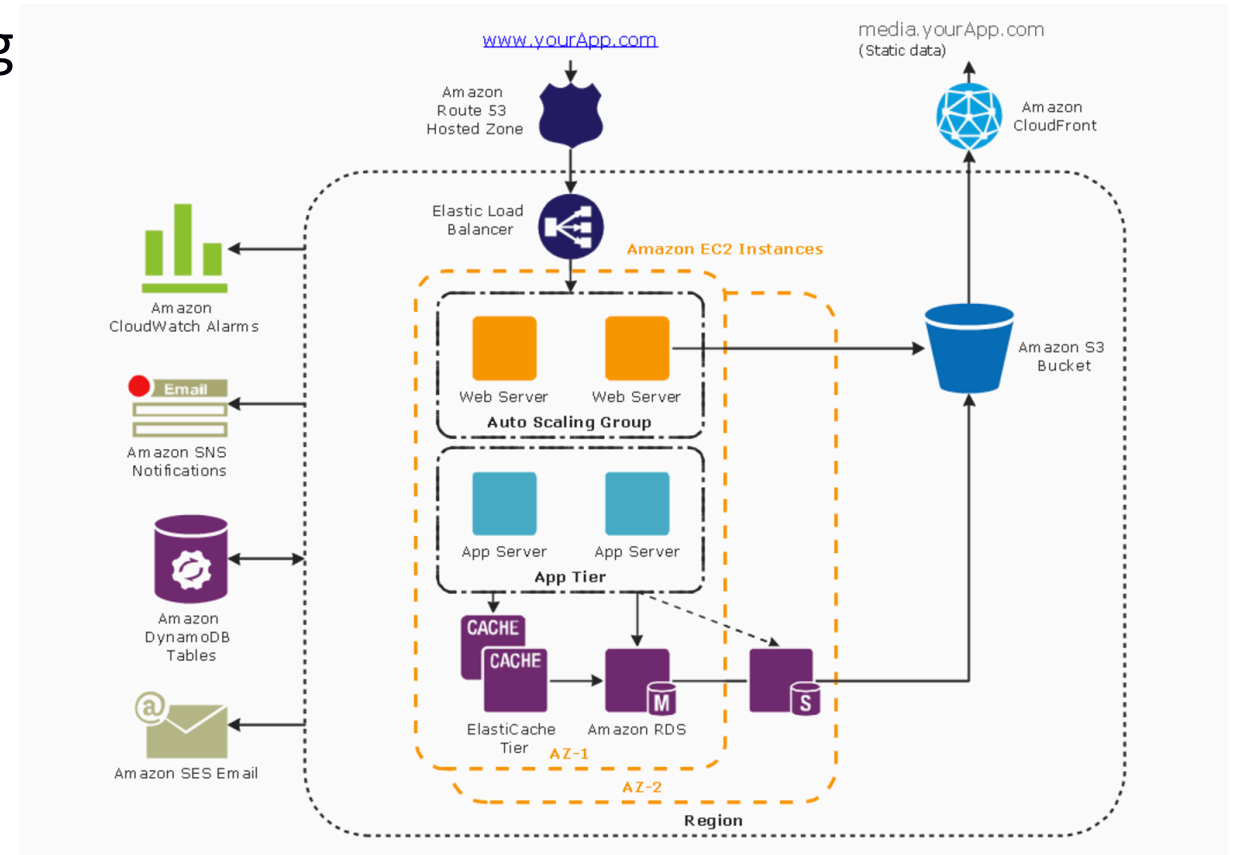 g
www.yourApp.com
media.yourApp.com
(Static data)
Amazon
Route 53
Hosted Zone
Amazon
CloudFront
Elastic Load
Balancer
Amazon EC2 Instances
Amazon
CloudWatch Alarms
Web Server
Web Server
Auto Scaling Group
Amazon S3
Bucket
Email
Amazon SNS
Notifications
App Server
App Server
App Tier
Amazon
DynamoDB
Tables
CACHE
CACHE
M
S
ElastiCache
Tier
Amazon RDS
AZ-1
@
Amazon SES Email
AZ-2
Region